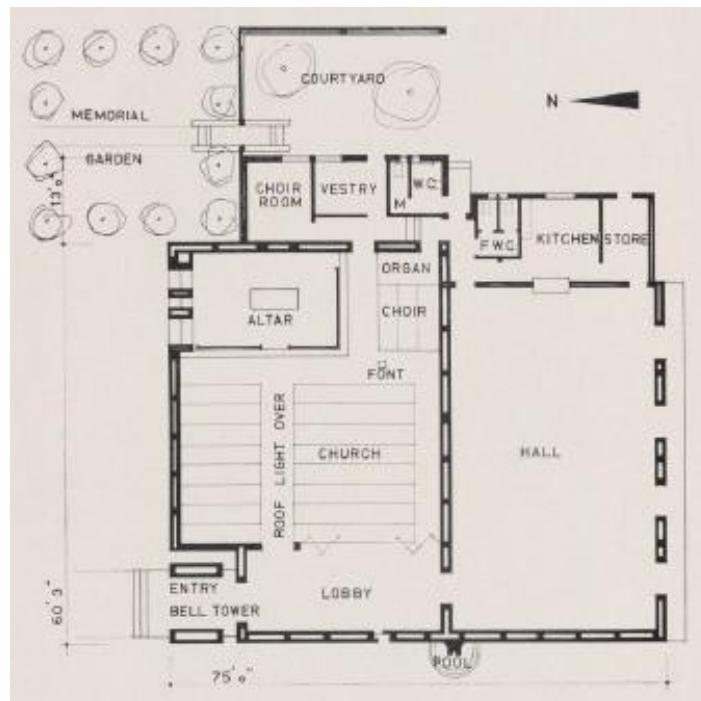 COURTYARD
N
MEMORIAL
GARDEN
13'0"
CHOIR
ROOM
VESTRY
W.C.
M
F.W.C.
KITCHEN
STORE
ORGAN
CHOIR
ALTAR
FONT
ROOF LIGHT OVER
CHURCH
HALL
60'3"
ENTRY
BELL TOWER
LOBBY
POOL
75'0"